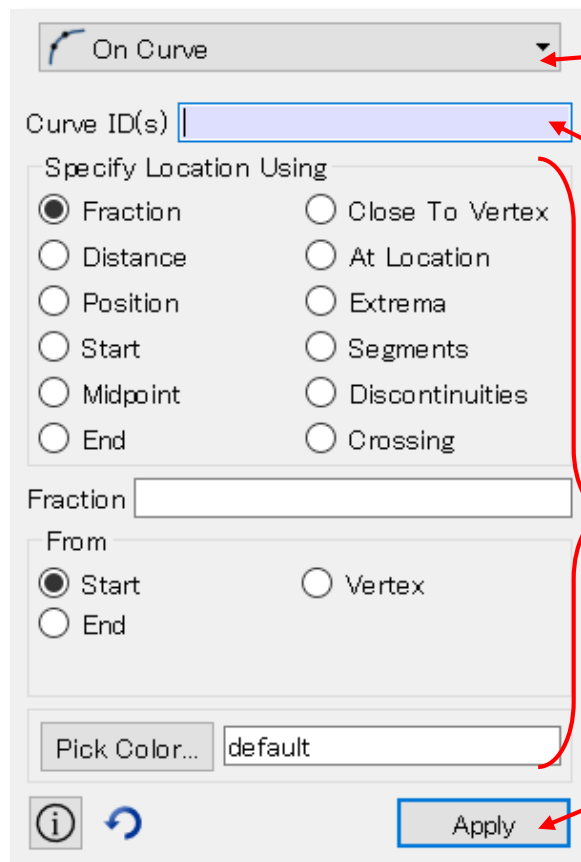 On Curve
Curve ID(s)
Specify Location Using
Fraction Close To Vertex
Distance At Location
Position Extrema
Start Segments
Midpoint Discontinuities
End Crossing
Fraction
From
Start Vertex
End
Pick Color... default
Apply